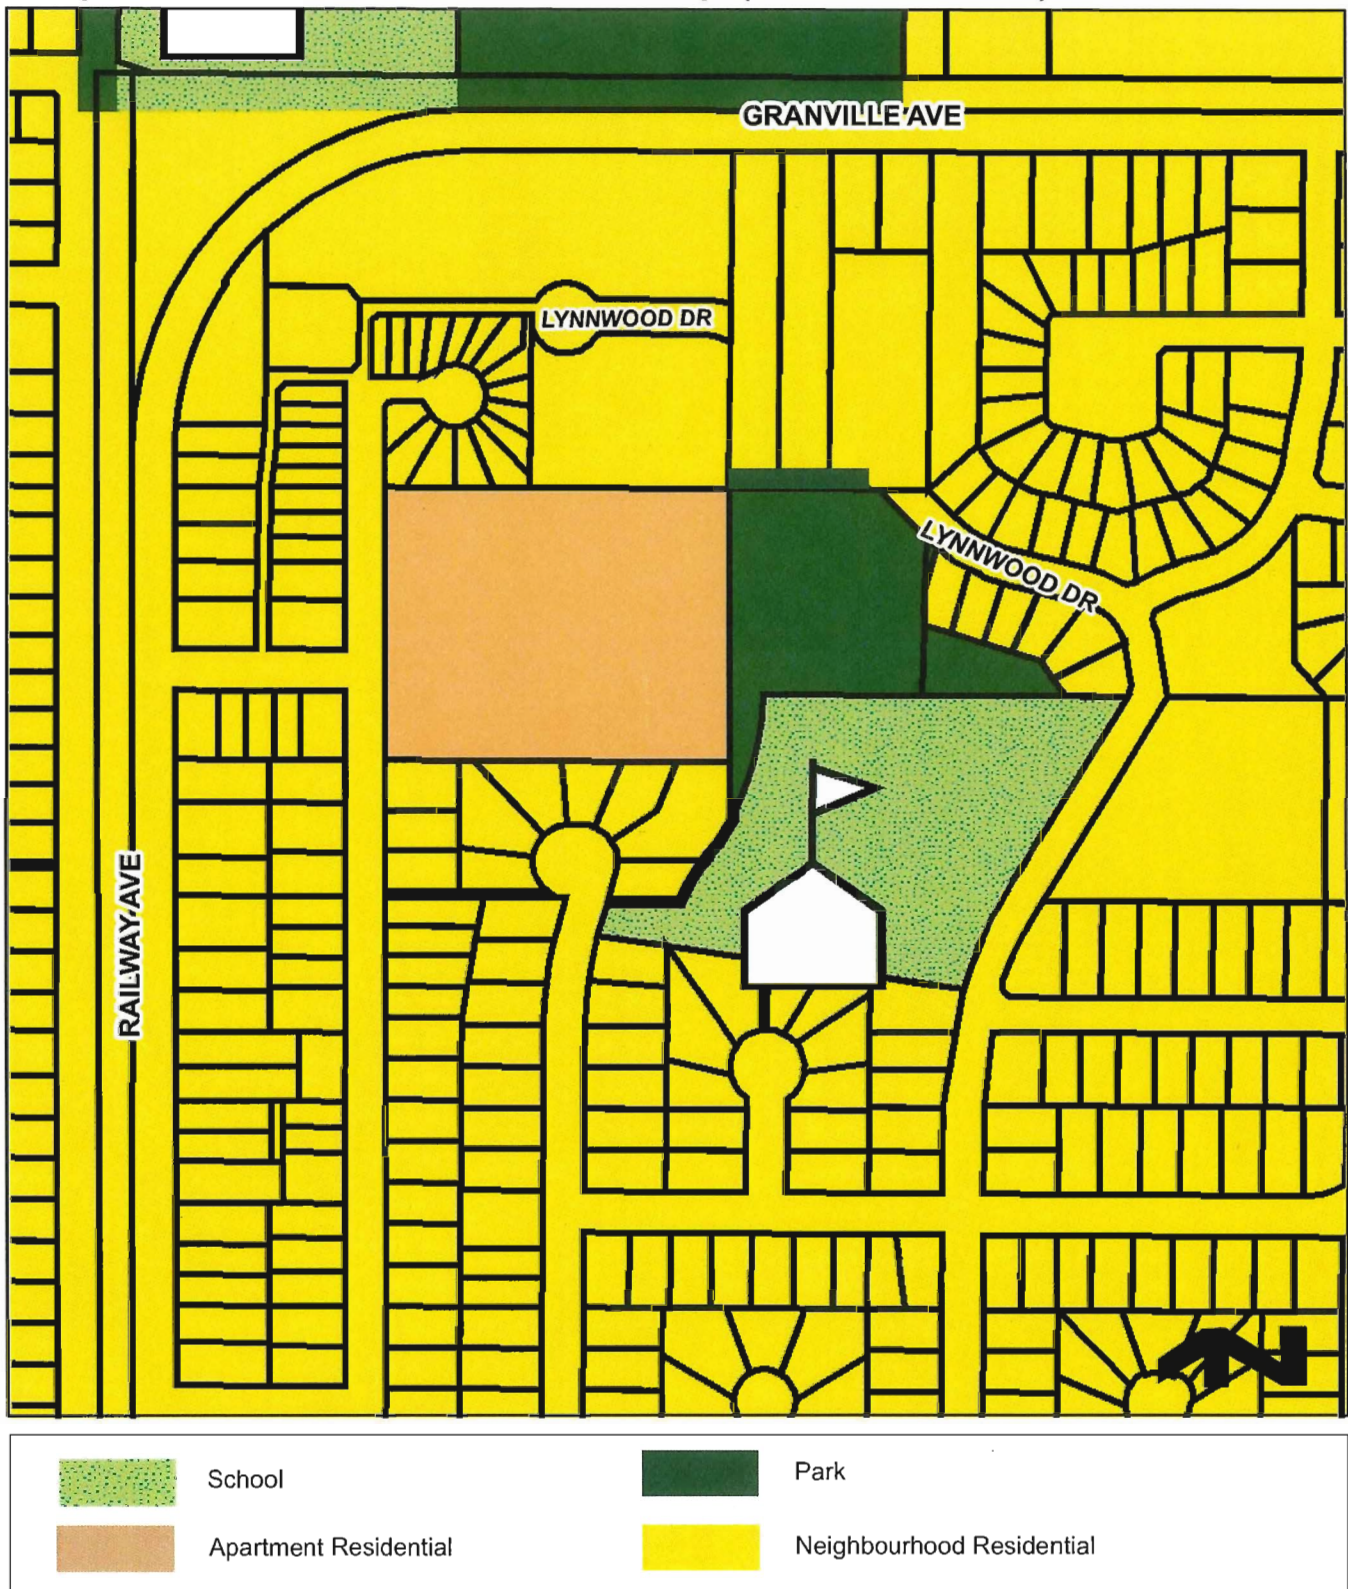 GRANVILLE AVE
LYNNWOOD DR
LYNNWOOD DR
RAILWAY AVE
N
School
Park
Apartment Residential
Neighbourhood Residential